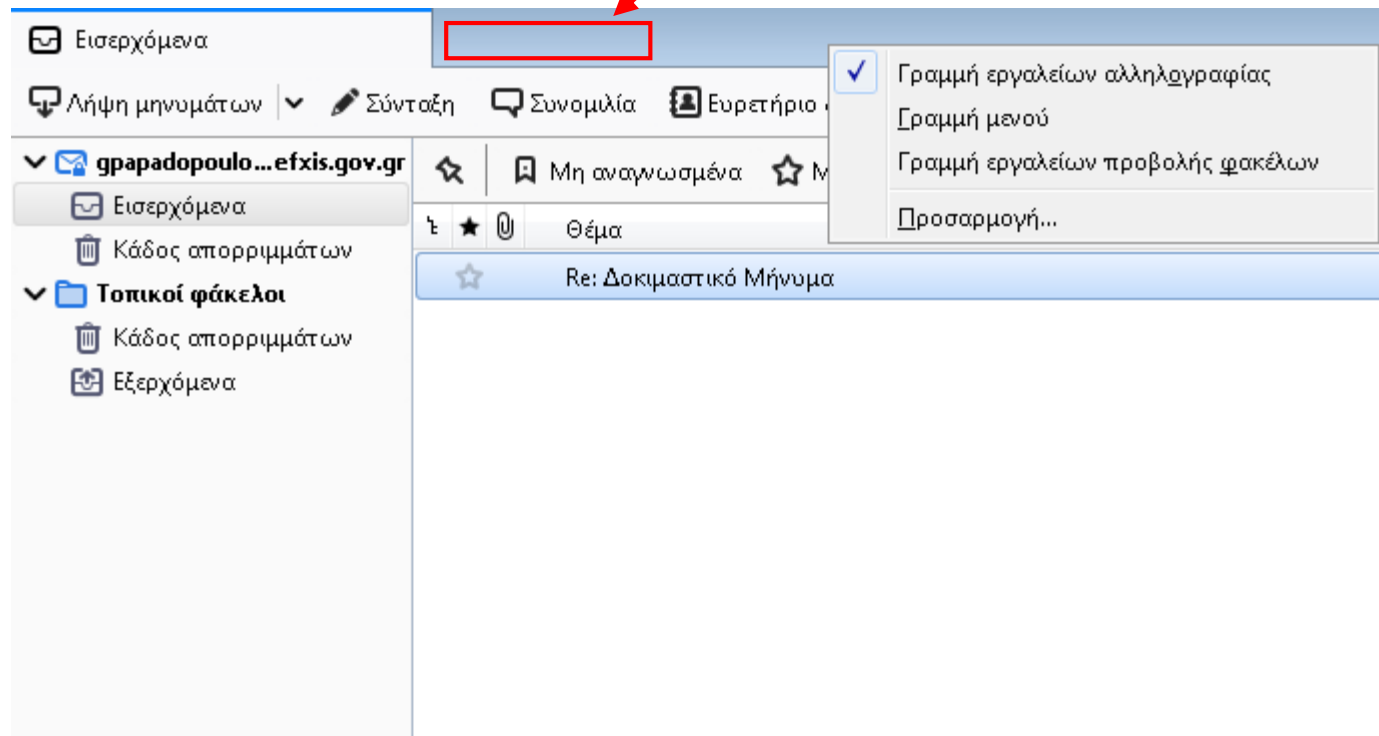 Εισερχόμενα
Λήψη μηνυμάτων Σύνταξη Συνομιλία Ευρετήριο
Γραμμή εργαλείων αλληλογραφίας
Γραμμή μενού
Γραμμή εργαλείων προβολής φακέλων
Προσαρμογή...
gpapadopoulo...efxis.gov.gr
Εισερχόμενα
Κάδος απορριμμάτων
Τοπικοί φάκελοι
Κάδος απορριμμάτων
Εξερχόμενα
Μη αναγνωσμένα
Θέμα
Re: Δοκιμαστικό Μήνυμα